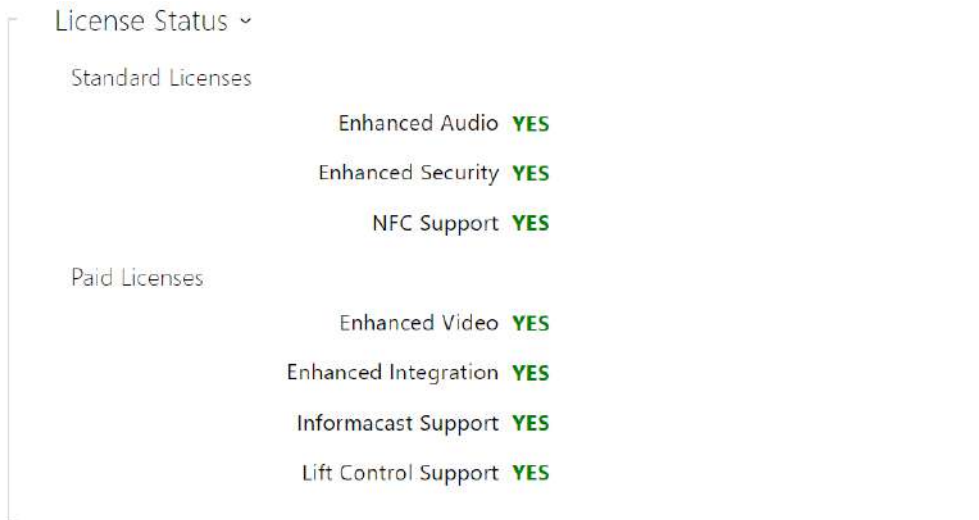 License Status
Standard Licenses
Enhanced Audio YES
Enhanced Security YES
NFC Support YES
Paid Licenses
Enhanced Video YES
Enhanced Integration YES
Informacast Support YES
Lift Control Support YES